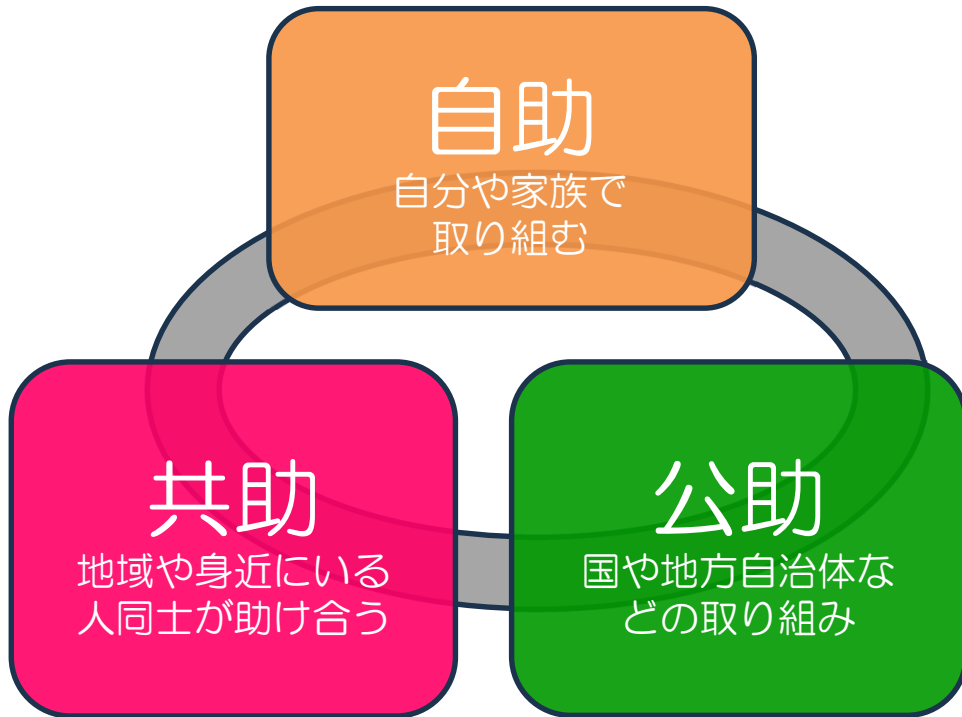 自助
自分や家族で
取り組む
共助
地域や身近にいる
人同士が助け合う
公助
国や地方自治体な
どの取り組み